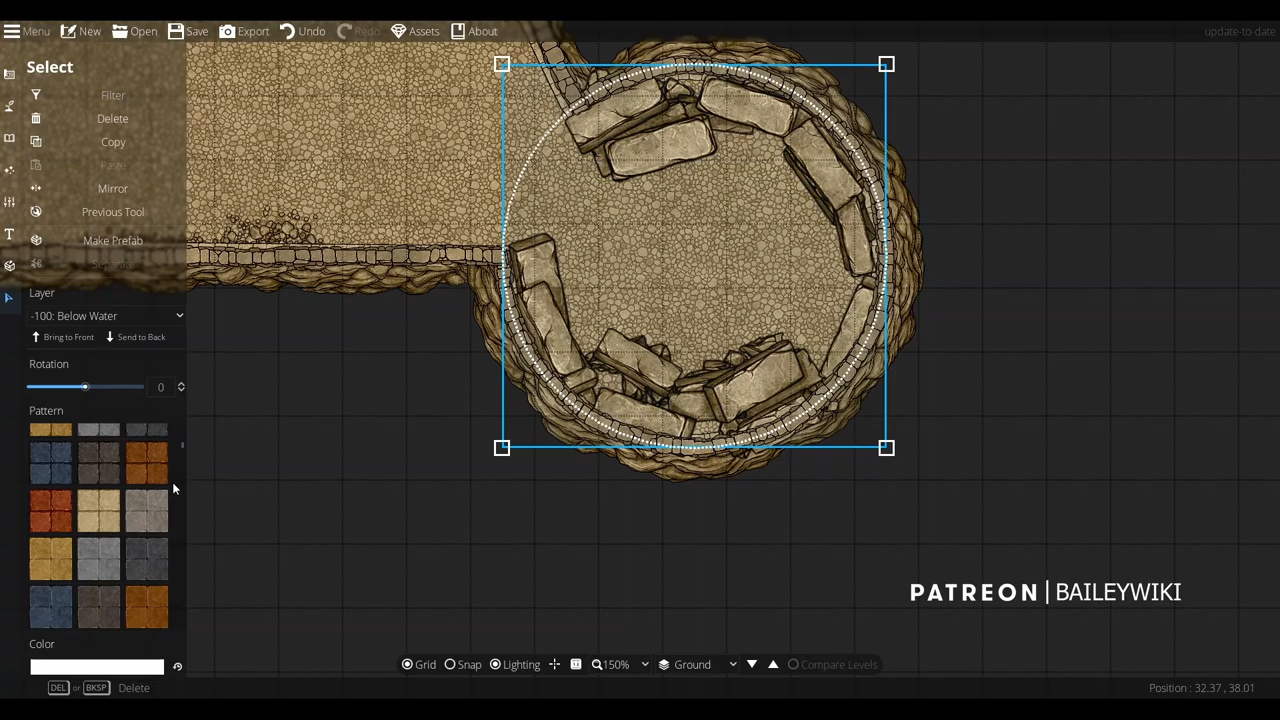 Menu New Open Save Export Undo Redo Assets About update-to-date
Select
Filter
Delete
Copy
Paste
Mirror
Previous Tool
Make Prefab
Separate
Layer
-100: Below Water
Bring to Front Send to Back
Rotation
0
Pattern
Color
DEL or BKSP Delete
PATREON | BAILEYWIKI
Grid Snap Lighting 150% Ground Compare Levels
Position : 32.37 , 38.01